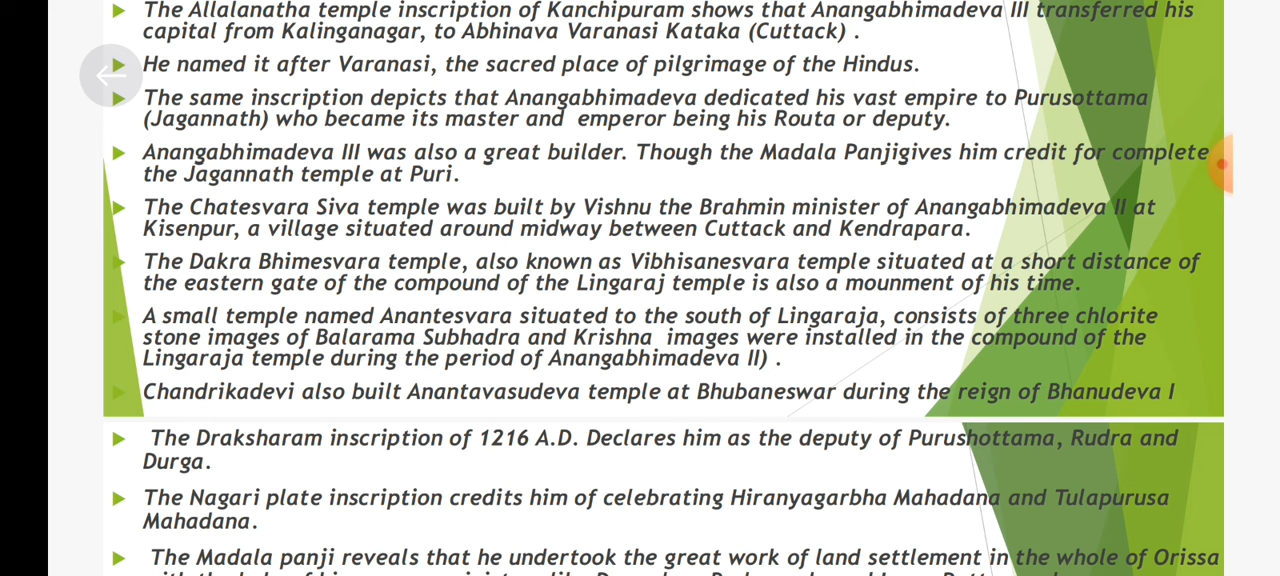 The Allalanatha temple inscription of Kanchipuram shows that Anangabhimadeva III transferred his
capital from Kalinganagar, to Abhinava Varanasi Kataka (Cuttack) .
He named it after Varanasi, the sacred place of pilgrimage of the Hindus.
The same inscription depicts that Anangabhimadeva dedicated his vast empire to Purusottama
(Jagannath) who became its master and emperor being his Routa or deputy.
Anangabhimadeva III was also a great builder. Though the Madala Panjigives him credit for complete
the Jagannath temple at Puri.
The Chatesvara Siva temple was built by Vishnu the Brahmin minister of Anangabhimadeva II at
Kisenpur, a village situated around midway between Cuttack and Kendrapara.
The Dakra Bhimesvara temple, also known as Vibhisanesvara temple situated at a short distance of
the eastern gate of the compound of the Lingaraj temple is also a mounment of his time.
A small temple named Anantesvara situated to the south of Lingaraja, consists of three chlorite
stone images of Balarama Subhadra and Krishna images were installed in the compound of the
Lingaraja temple during the period of Anangabhimadeva II) .
Chandrikadevi also built Anantavasudeva temple at Bhubaneswar during the reign of Bhanudeva I
The Draksharam inscription of 1216 A.D. Declares him as the deputy of Purushottama, Rudra and
Durga.
The Nagari plate inscription credits him of celebrating Hiranyagarbha Mahadana and Tulapurusa
Mahadana.
The Madala panji reveals that he undertook the great work of land settlement in the whole of Orissa